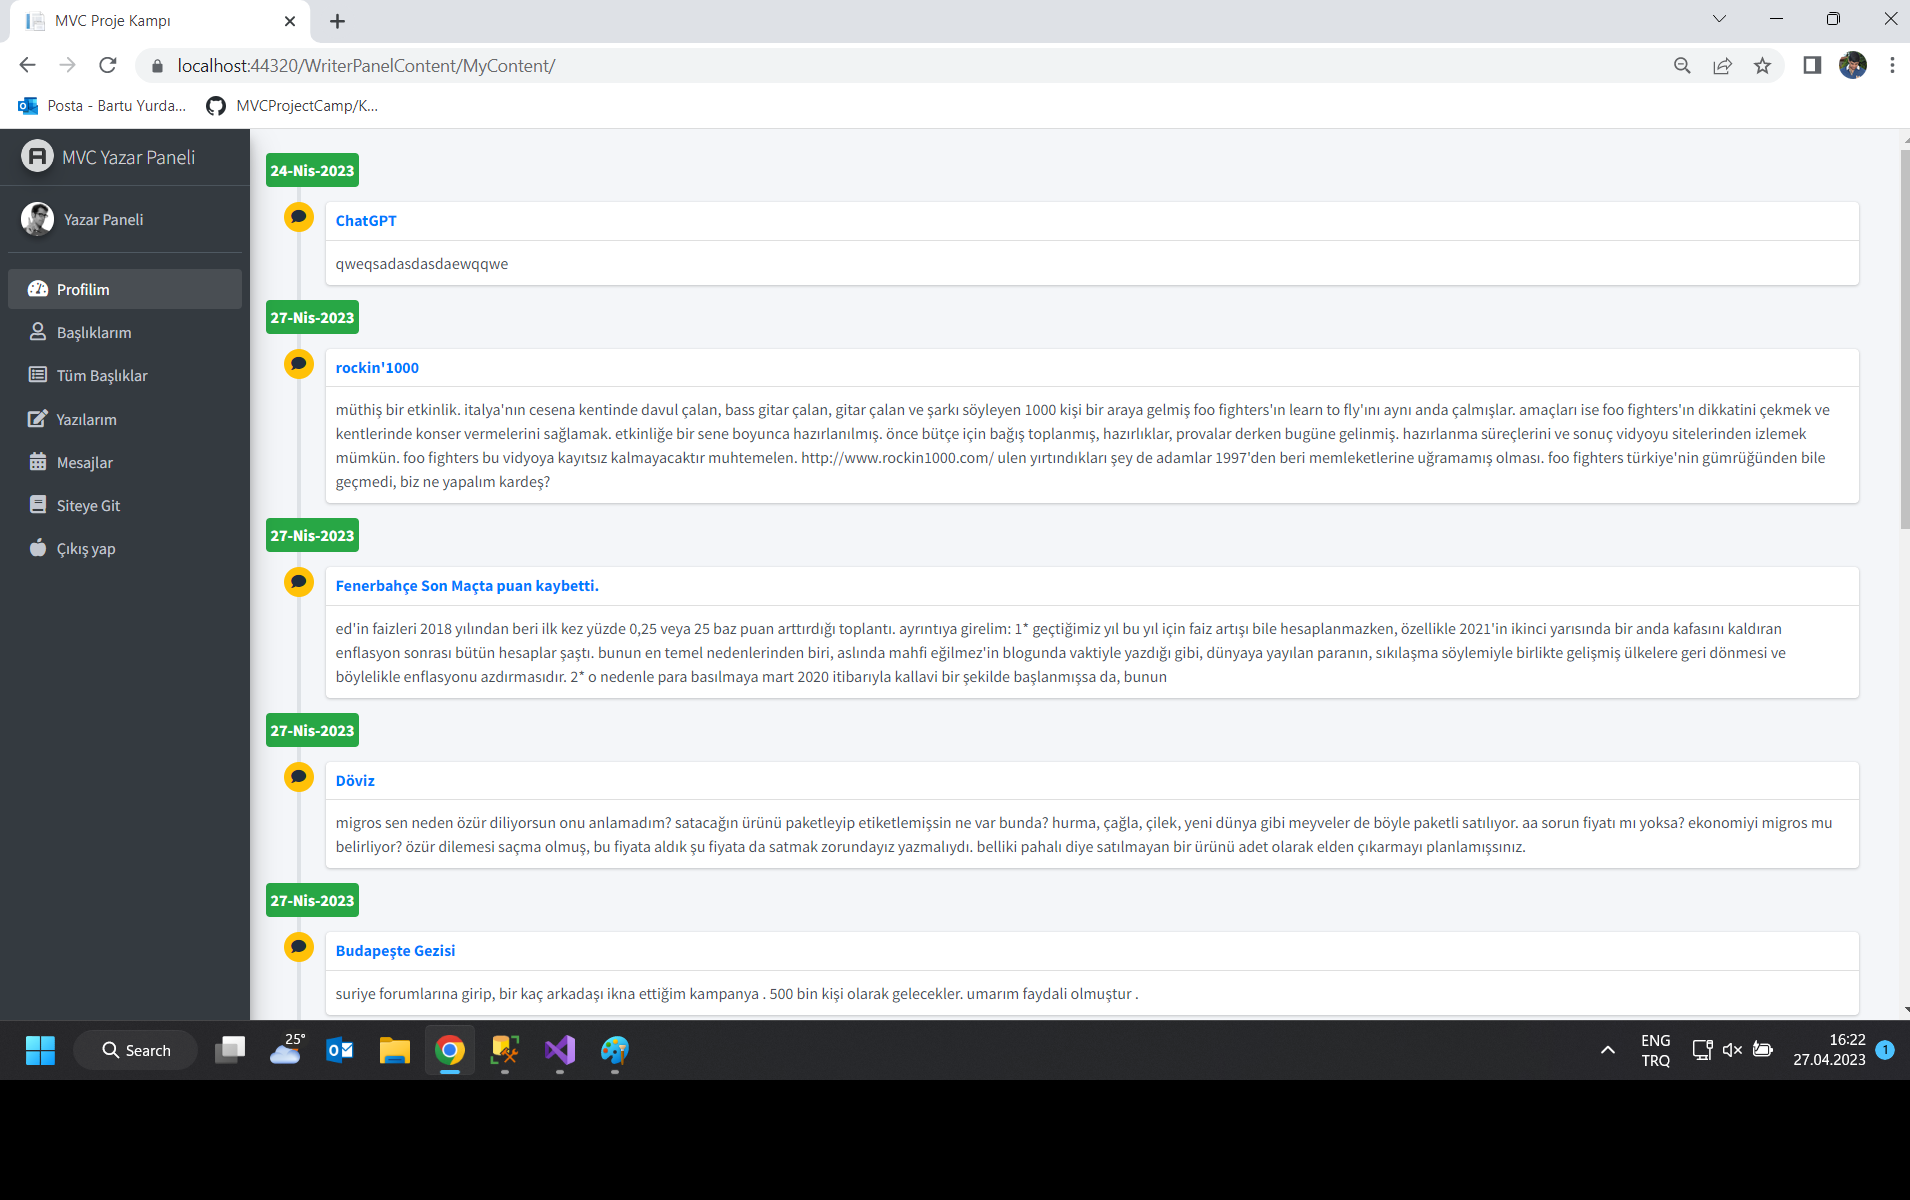 MVC Proje Kampı
localhost:44320/WriterPanelContent/MyContent/
Posta - Bartu Yurda...
MVCProjectCamp/K...
MVC Yazar Paneli
Yazar Paneli
Profilim
Başlıklarım
Tüm Başlıklar
Yazılarım
Mesajlar
Siteye Git
Çıkış yap
24-Nis-2023
ChatGPT
qweqsadasdasdaewqqwe
27-Nis-2023
rockin'1000
müthiş bir etkinlik. italya'nın cesena kentinde davul çalan, bass gitar çalan, gitar çalan ve şarkı söyleyen 1000 kişi bir araya gelmiş foo fighters'ın learn to fly'ını aynı anda çalmışlar. amaçları ise foo fighters'ın dikkatini çekmek ve
kentlerinde konser vermelerini sağlamak. etkinliğe bir sene boyunca hazırlanılmış. önce bütçe için bağış toplanmış, hazırlıklar, provalar derken bugüne gelinmiş. hazırlanma süreçlerini ve sonuç vidyoyu sitelerinden izlemek
mümkün. foo fighters bu vidyoya kayıtsız kalmayacaktır muhtemelen. http://www.rockin1000.com/ ulen yırtındıkları şey de adamlar 1997'den beri memleketlerine uğramamış olması. foo fighters türkiye'nin gümrüğünden bile
geçmedi, biz ne yapalım kardeş?
27-Nis-2023
Fenerbahçe Son Maçta puan kaybetti.
ed'in faizleri 2018 yılından beri ilk kez yüzde 0,25 veya 25 baz puan arttırdığı toplantı. ayrıntıya girelim: 1* geçtiğimiz yıl bu yıl için faiz artışı bile hesaplanmazken, özellikle 2021'in ikinci yarısında bir anda kafasını kaldıran
enflasyon sonrası bütün hesaplar şaştı. bunun en temel nedenlerinden biri, aslında mahfi eğilmez'in blogunda vaktiyle yazdığı gibi, dünyaya yayılan paranın, sıkılaşma söylemiyle birlikte gelişmiş ülkelere geri dönmesi ve
böylelikle enflasyonu azdırmasıdır. 2* o nedenle para basılmaya mart 2020 itibarıyla kallavi bir şekilde başlanmışsa da, bunun
27-Nis-2023
Döviz
migros sen neden özür diliyorsun onu anlamadım? satacağın ürünü paketleyip etiketlemişsin ne var bunda? hurma, çağla, çilek, yeni dünya gibi meyveler de böyle paketli satılıyor. aa sorun fiyatı mı yoksa? ekonomiyi migros mu
belirliyor? özür dilemesi saçma olmuş, bu fiyata aldık şu fiyata da satmak zorundayız yazmalıydı. belliki pahalı diye satılmayan bir ürünü adet olarak elden çıkarmayı planlamışsınız.
27-Nis-2023
Budapeşte Gezisi
suriye forumlarına girip, bir kaç arkadaşı ikna ettiğim kampanya . 500 bin kişi olarak gelecekler. umarım faydali olmuştur .
Search
25°
ENG
TRQ
16:22
27.04.2023
1